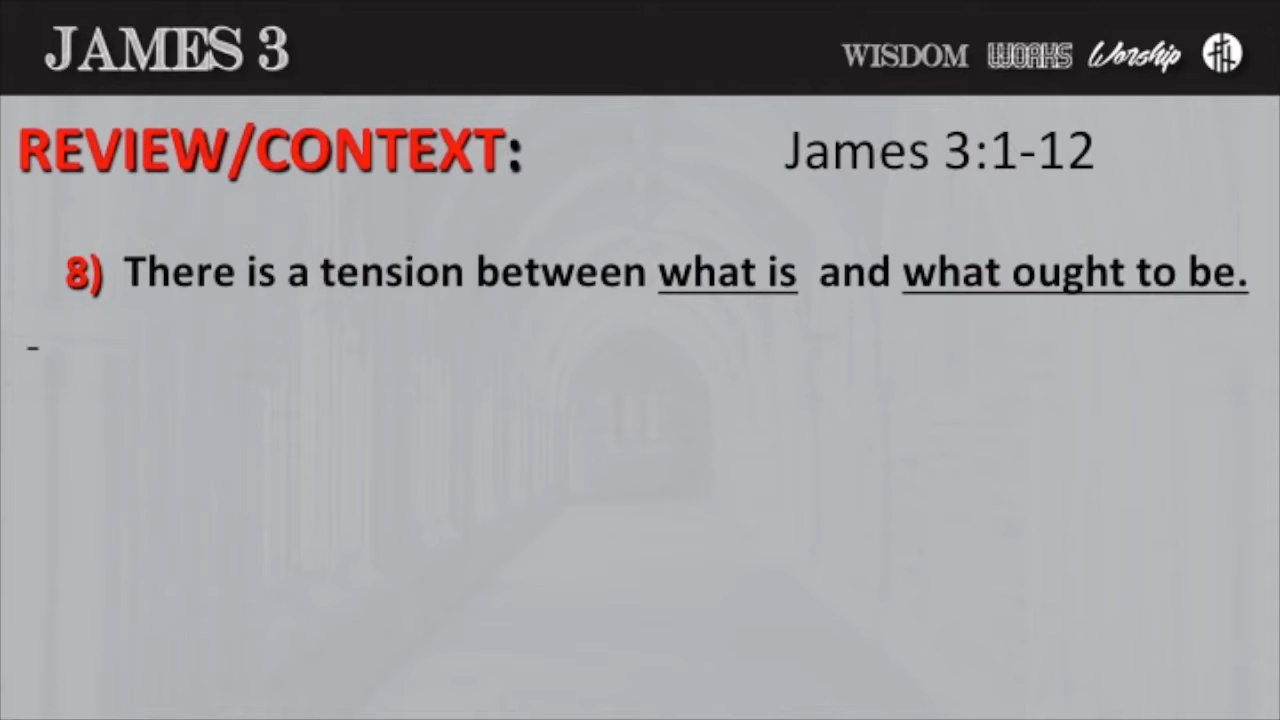 JAMES 3
WISDOM WORKS Worship
REVIEW/CONTEXT: James 3:1-12
8) There is a tension between what is and what ought to be.
-